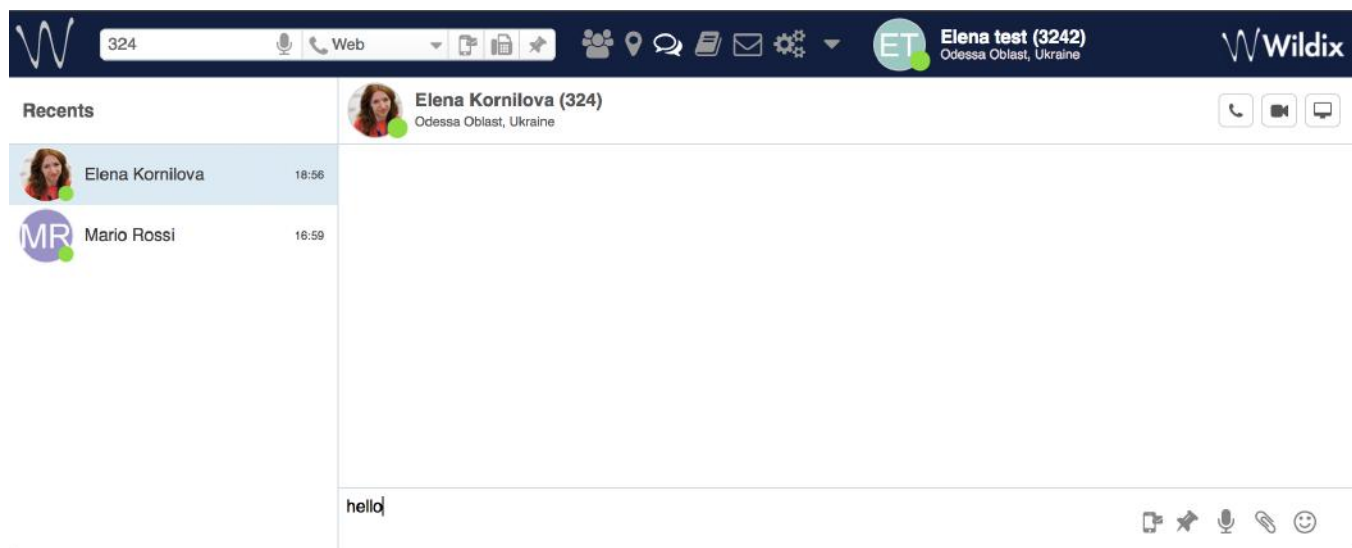 324
Web
ET
Elena test (3242)
Odessa Oblast, Ukraine
Wildix
Recents
Elena Kornilova (324)
Odessa Oblast, Ukraine
Elena Kornilova
18:56
MR
Mario Rossi
16:59
hello